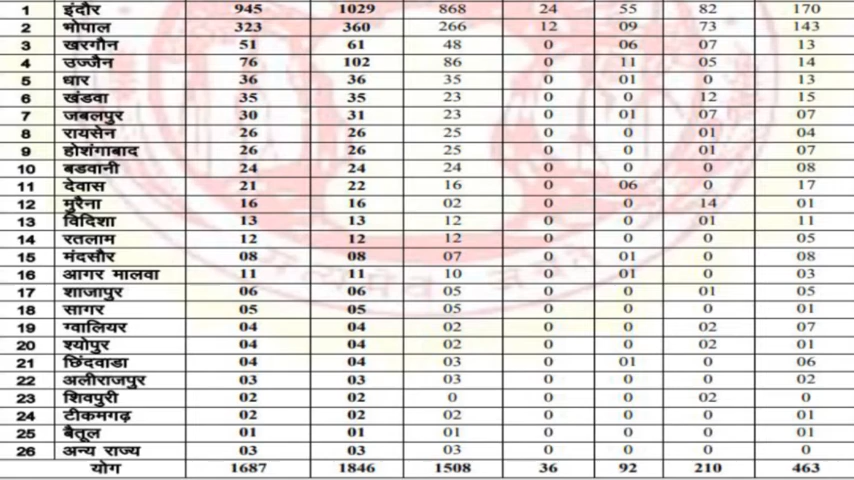 1 इंदौर 945 1029 868 24 55 82 170
2 भोपाल 323 360 266 12 09 73 143
3 खरगौन 51 61 48 0 06 07 13
4 उज्जैन 76 102 86 0 11 05 14
5 धार 36 36 35 0 01 0 13
6 खंडवा 35 35 23 0 0 12 15
7 जबलपुर 30 31 23 0 01 07 07
8 रायसेन 26 26 25 0 0 01 04
9 होशंगाबाद 26 26 25 0 0 01 07
10 बडवानी 24 24 24 0 0 0 08
11 देवास 21 22 16 0 06 0 17
12 मुरैना 16 16 02 0 0 14 01
13 विदिशा 13 13 12 0 0 01 11
14 रतलाम 12 12 12 0 0 0 05
15 मंदसौर 08 08 07 0 01 0 08
16 आगर मालवा 11 11 10 0 01 0 03
17 शाजापुर 06 06 05 0 0 01 05
18 सागर 05 05 05 0 0 0 01
19 ग्वालियर 04 04 02 0 0 02 07
20 श्योपुर 04 04 02 0 0 02 01
21 छिंदवाडा 04 04 03 0 01 0 06
22 अलीराजपुर 03 03 03 0 0 0 02
23 शिवपुरी 02 02 0 0 0 02 0
24 टीकमगढ़ 02 02 02 0 0 0 01
25 बैतूल 01 01 01 0 0 0 01
26 अन्य राज्य 03 03 03 0 0 0 0
योग 1687 1846 1508 36 92 210 463